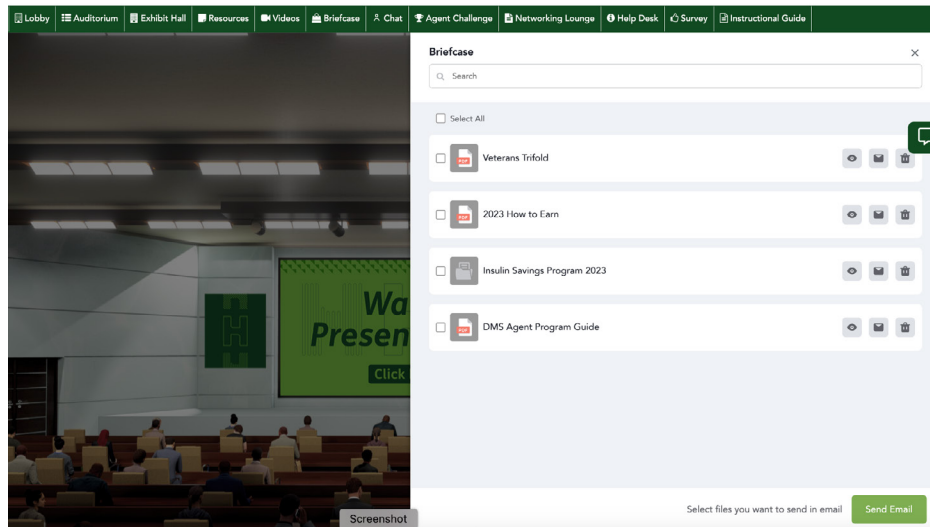 Lobby Auditorium Exhibit Hall Resources Videos Briefcase Chat Agent Challenge Networking Lounge Help Desk Survey Instructional Guide
Briefcase
Search
Select All
PDF Veterans Trifold
PDF 2023 How to Earn
Insulin Savings Program 2023
PDF DMS Agent Program Guide
Wa
Presen
Click
Select files you want to send in email Send Email
Screenshot